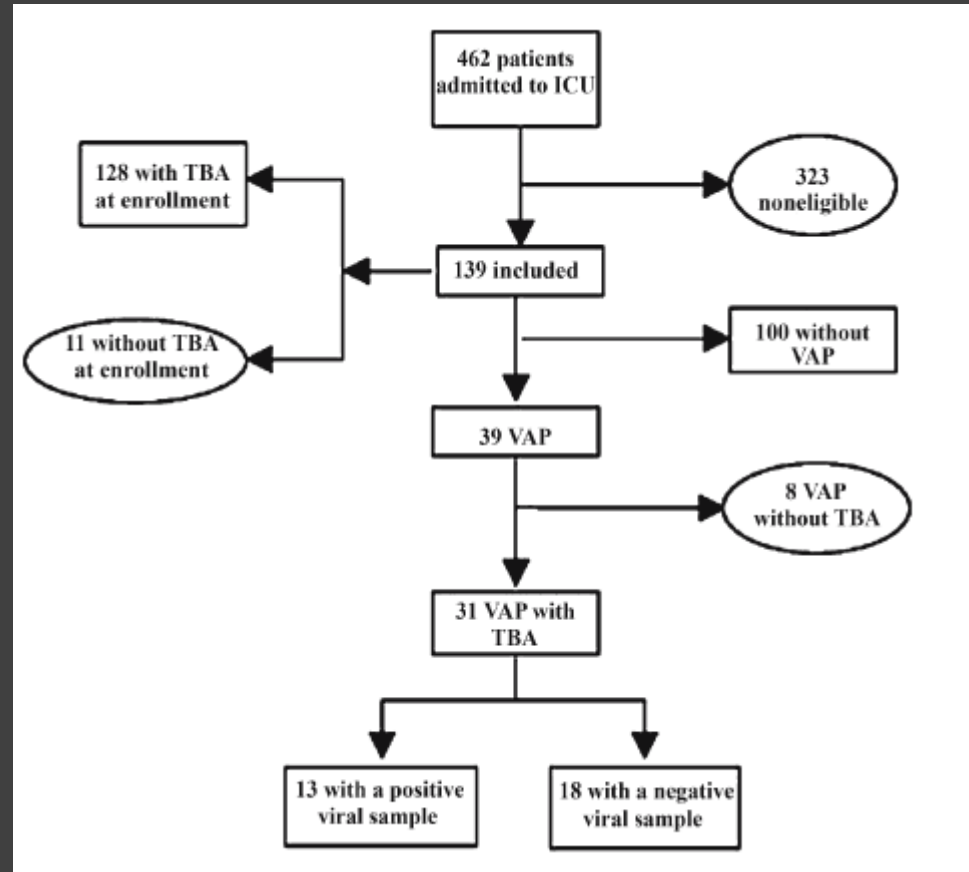 462 patients
admitted to ICU
128 with TBA
at enrollment
323
noneligible
139 included
11 without TBA
at enrollment
100 without
VAP
39 VAP
8 VAP
without TBA
31 VAP with
TBA
13 with a positive
viral sample
18 with a negative
viral sample